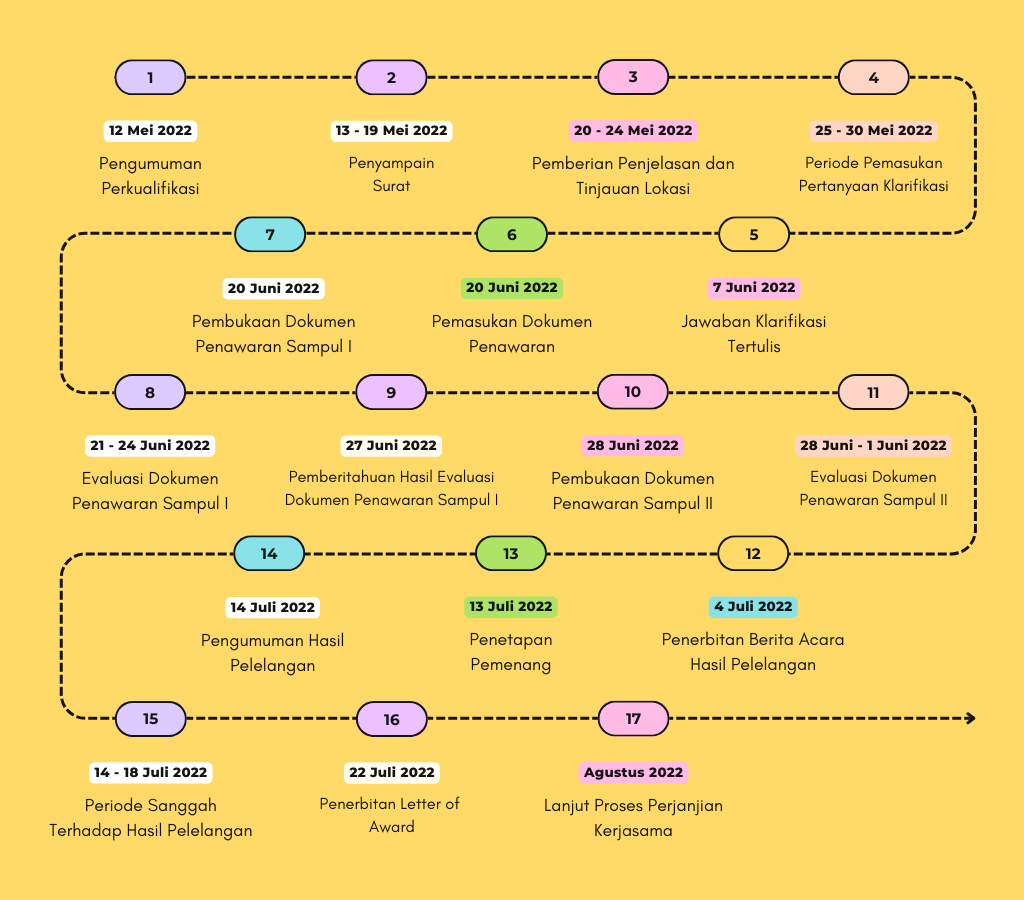 1
12 Mei 2022
Pengumuman
Perkualifikasi
2
13 - 19 Mei 2022
Penyampain
Surat
3
20 - 24 Mei 2022
Pemberian Penjelasan dan
Tinjauan Lokasi
4
25 - 30 Mei 2022
Periode Pemasukan
Pertanyaan Klarifikasi
5
7 Juni 2022
Jawaban Klarifikasi
Tertulis
6
20 Juni 2022
Pemasukan Dokumen
Penawaran
7
20 Juni 2022
Pembukaan Dokumen
Penawaran Sampul I
8
21 - 24 Juni 2022
Evaluasi Dokumen
Penawaran Sampul I
9
27 Juni 2022
Pemberitahuan Hasil Evaluasi
Dokumen Penawaran Sampul I
10
28 Juni 2022
Pembukaan Dokumen
Penawaran Sampul II
11
28 Juni - 1 Juni 2022
Evaluasi Dokumen
Penawaran Sampul II
12
4 Juli 2022
Penerbitan Berita Acara
Hasil Pelelangan
13
13 Juli 2022
Penetapan
Pemenang
14
14 Juli 2022
Pengumuman Hasil
Pelelangan
15
14 - 18 Juli 2022
Periode Sanggah
Terhadap Hasil Pelelangan
16
22 Juli 2022
Penerbitan Letter of
Award
17
Agustus 2022
Lanjut Proses Perjanjian
Kerjasama